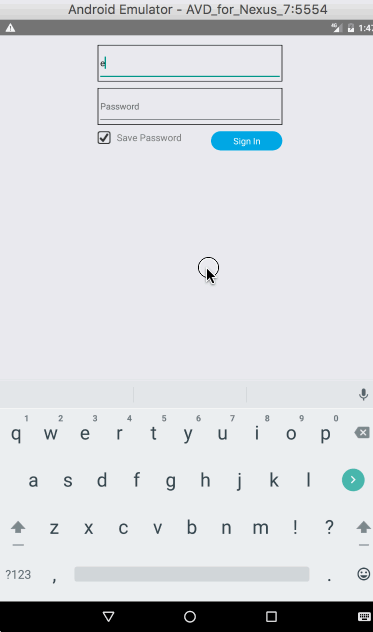 Android Emulator - AVD_for_Nexus_7:5554
4G 1:47
e
Password
Save Password Sign In
1 2 3 4 5 6 7 8 9 0
q w e r t y u i o p
a s d f g h j k l
z x c v b n m ! ?
?123 , .